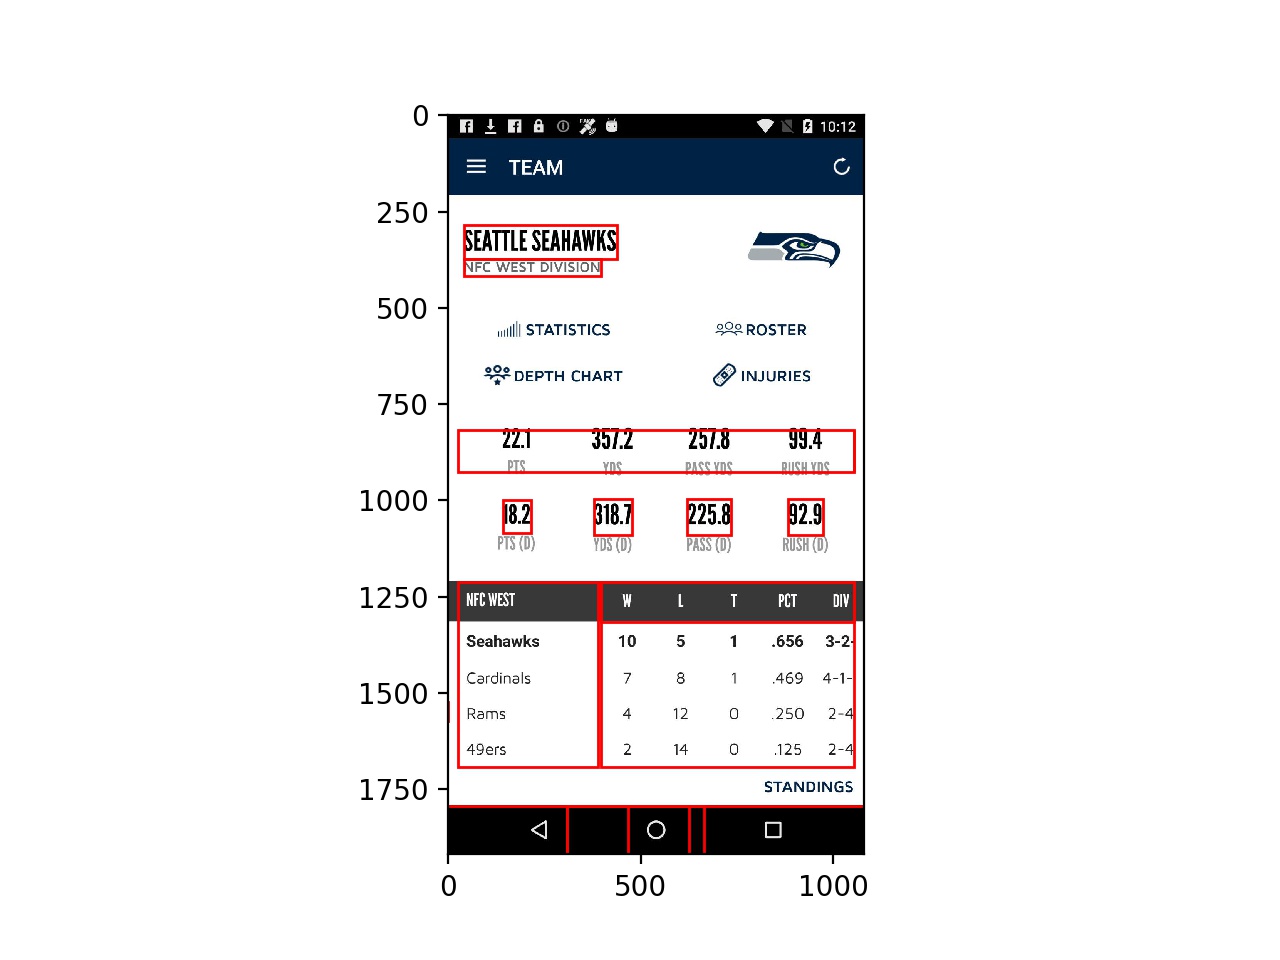 0
250
500
750
1000
1250
1500
1750
10:12
TEAM
SEATTLE SEAHAWKS
NFC WEST DIVISION
STATISTICS ROSTER
DEPTH CHART INJURIES
22.1 357.2 257.8 99.4
PTS YDS PASS YDS RUSH YDS
18.2 318.7 225.8 92.9
PTS (D) YDS (D) PASS (D) RUSH (D)
NFC WEST W L T PCT DIV
Seahawks 10 5 1 .656 3-2-
Cardinals 7 8 1 .469 4-1-
Rams 4 12 0 .250 2-4
49ers 2 14 0 .125 2-4
STANDINGS
0 500 1000